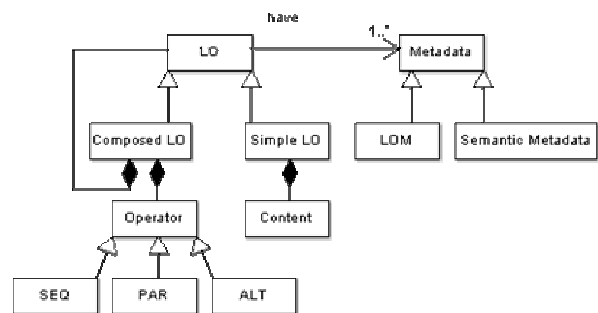 have
1..*
LO
Metadata
Composed LO
Simple LO
LOM
Semantic Metadata
Operator
Content
SEQ
PAR
ALT